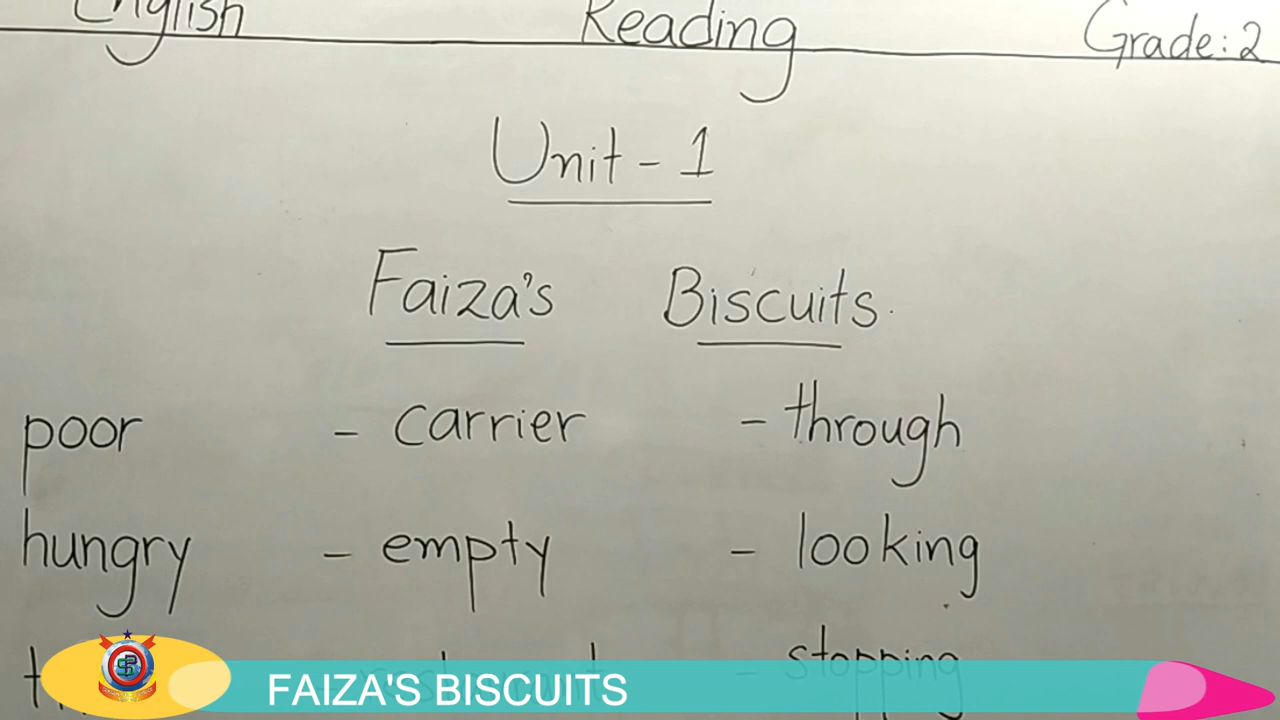 English Reading Grade: 2
Unit - 1
Faiza's Biscuits.
poor - carrier - through
hungry - empty - looking
- stopping
FAIZA'S BISCUITS